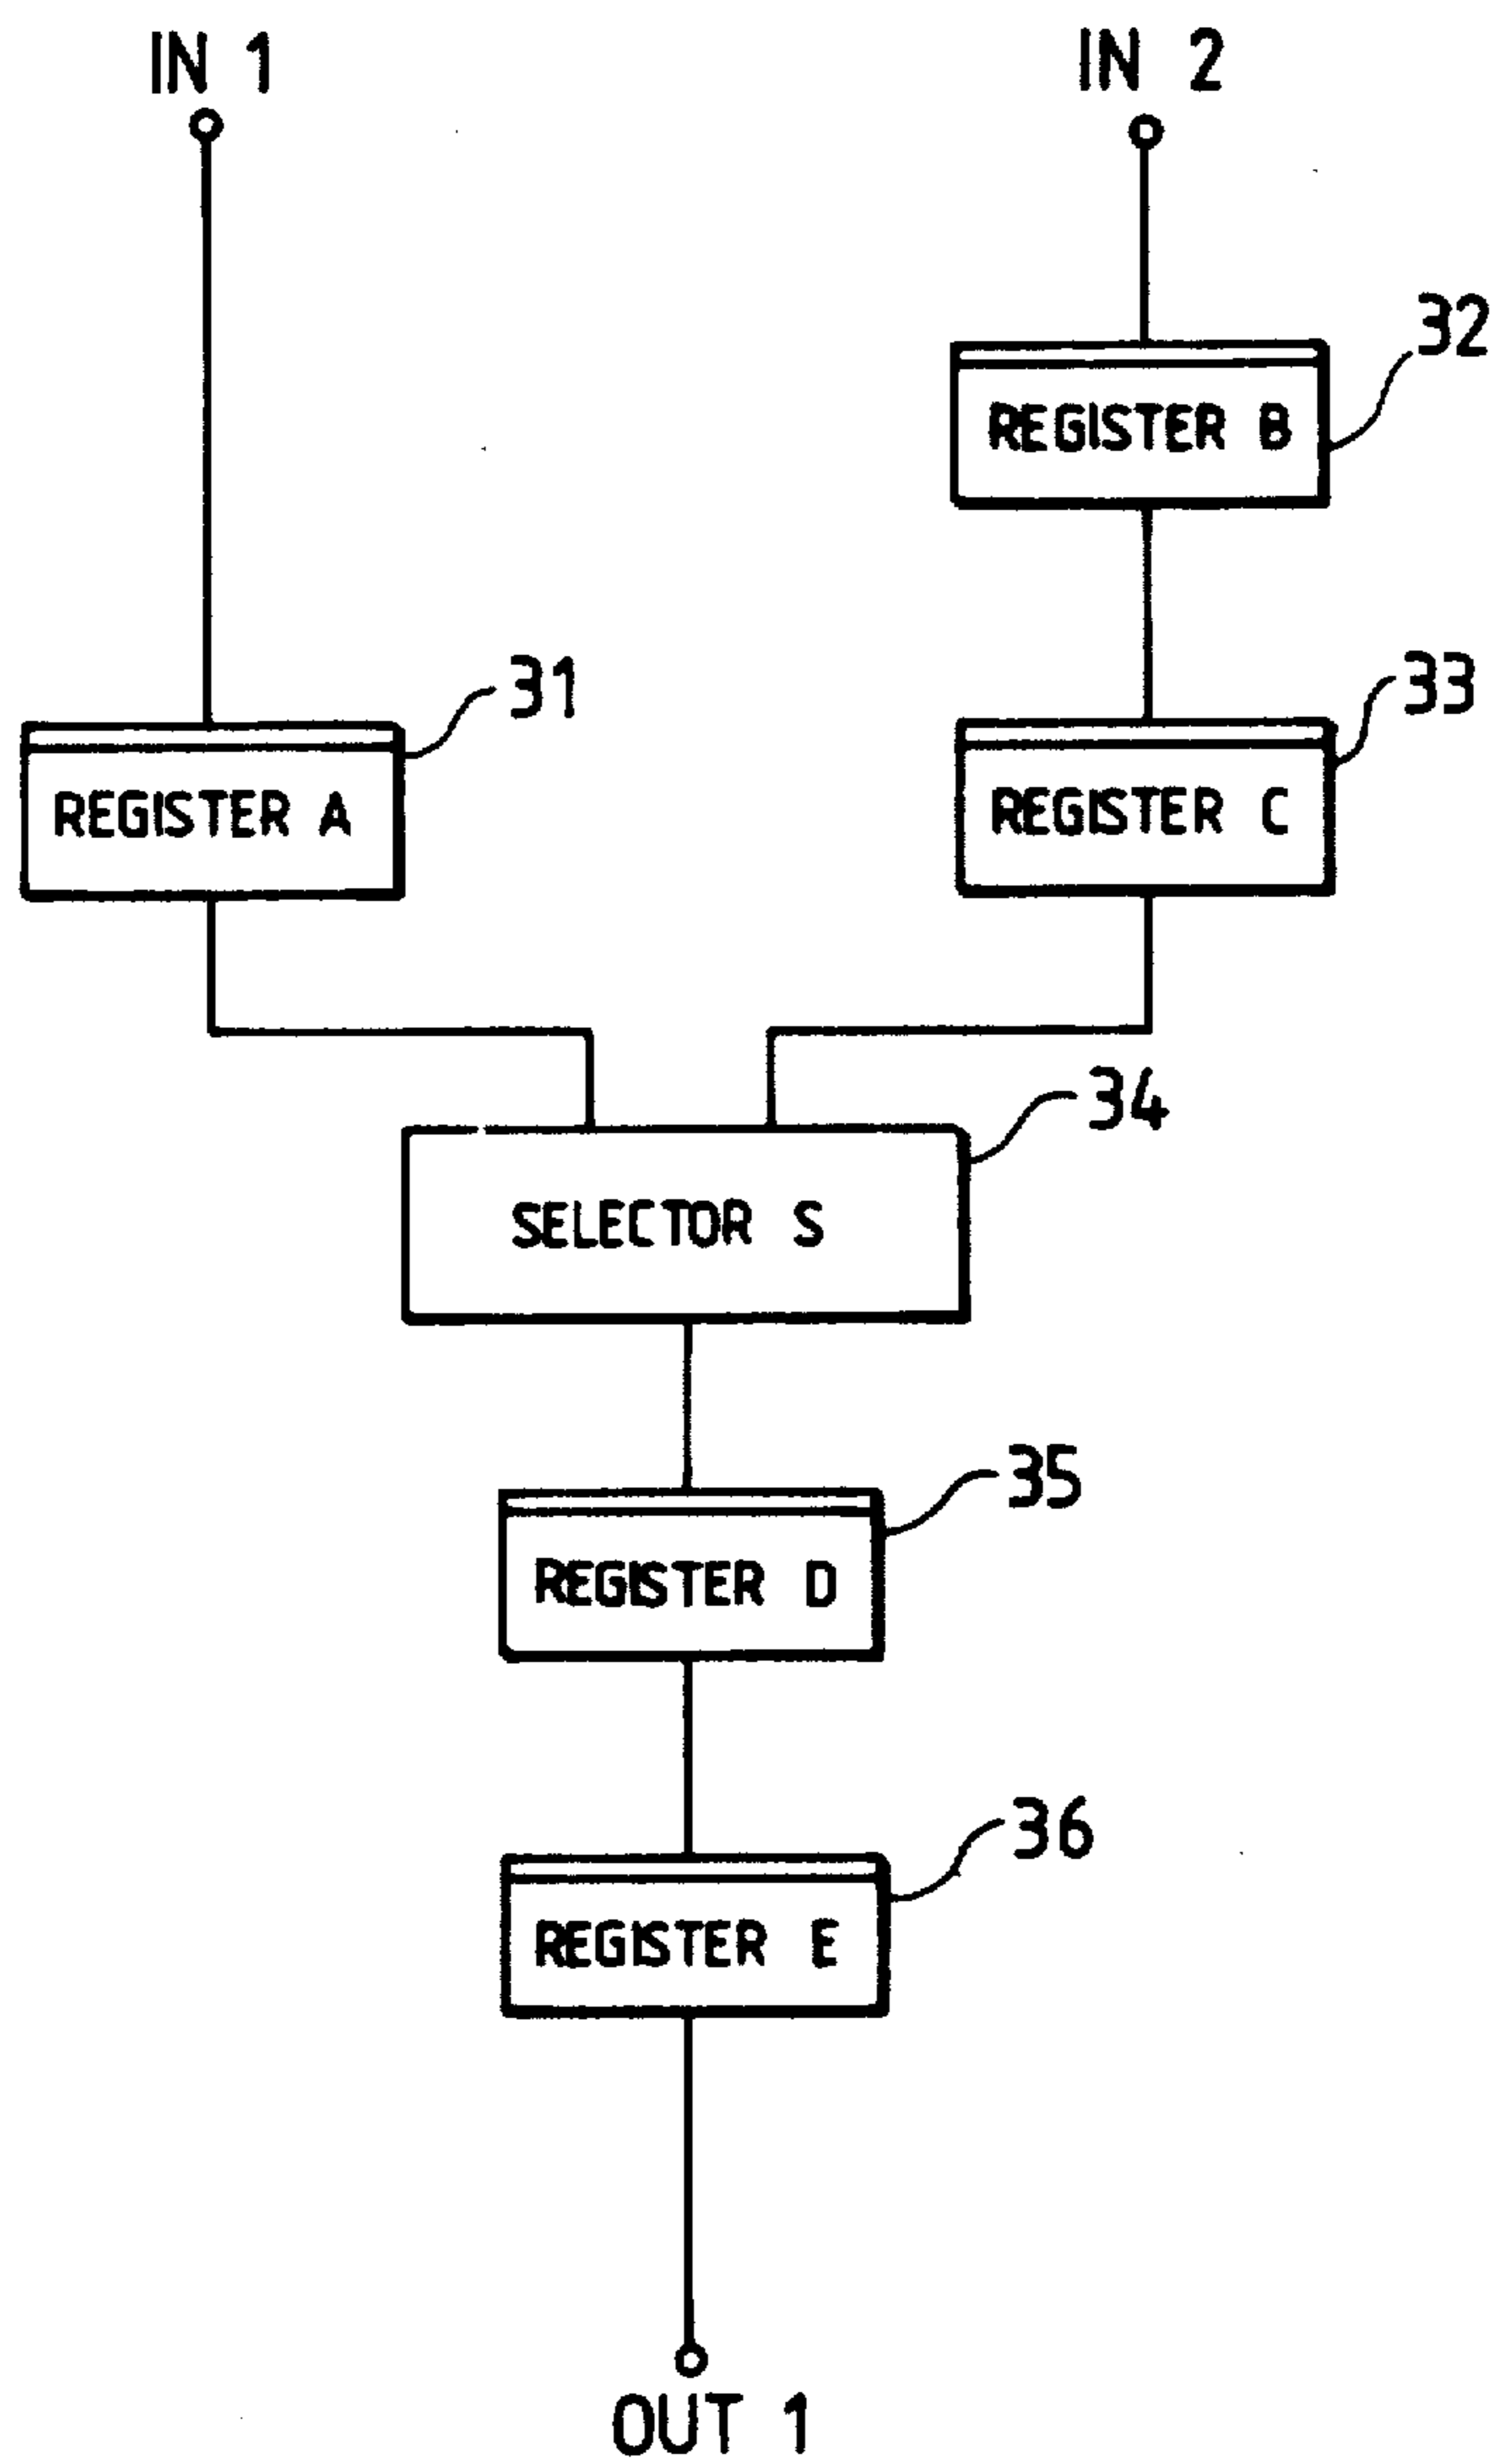 IN 1
IN 2
32
REGISTER B
31
33
REGISTER A
REGISTER C
34
SELECTOR S
35
REGISTER D
36
REGISTER E
OUT 1